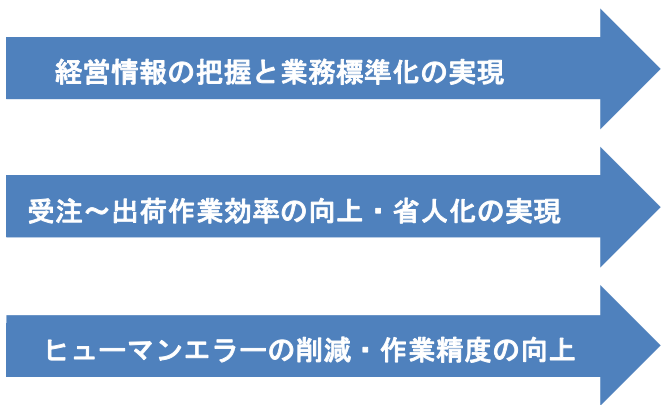 経営情報の把握と業務標準化の実現
受注～出荷作業効率の向上・省人化の実現
ヒューマンエラーの削減・作業精度の向上